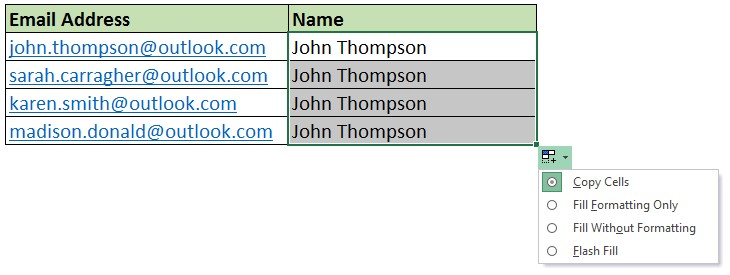 Email Address Name
john.thompson@outlook.com John Thompson
sarah.carragher@outlook.com John Thompson
karen.smith@outlook.com John Thompson
madison.donald@outlook.com John Thompson
Copy Cells
Fill Formatting Only
Fill Without Formatting
Flash Fill